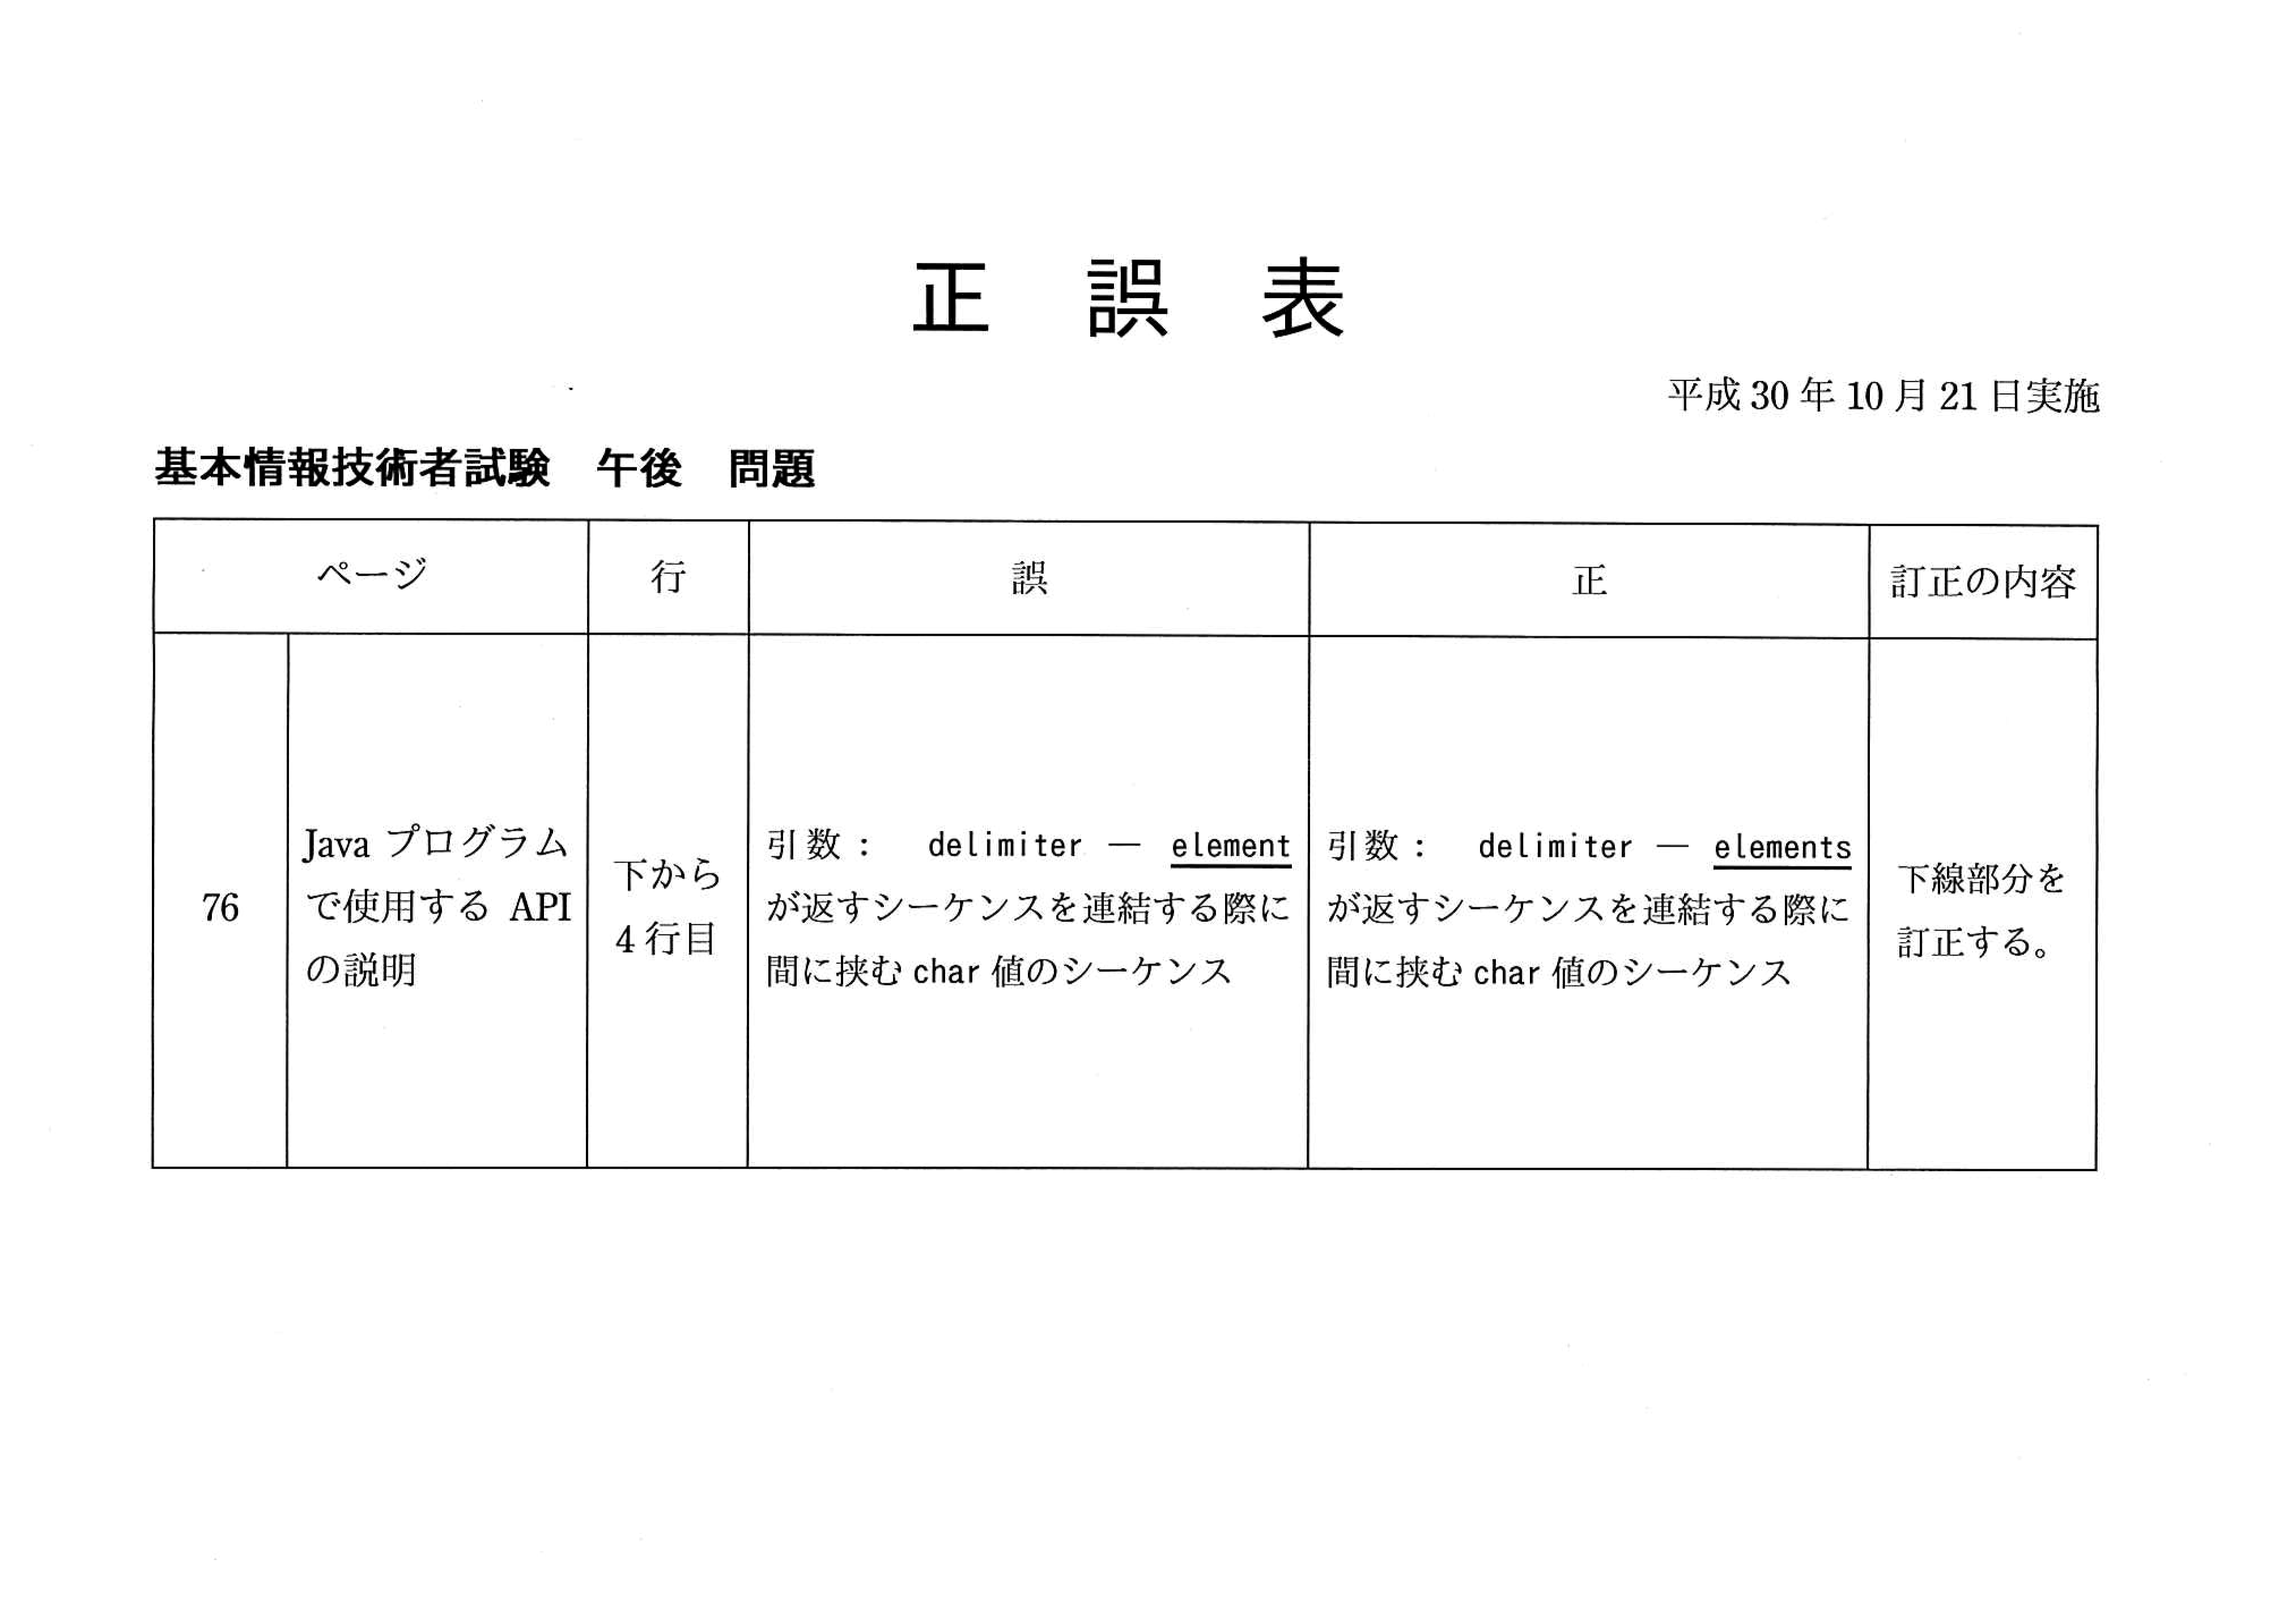 正　誤　表
平成 30 年 10 月 21 日実施
基本情報技術者試験　午後　問題
ページ
行
誤
正
訂正の内容
76
Java プログラム
で使用する API
の説明
下から
4 行目
引数：　delimiter ― element
が返すシーケンスを連結する際に
間に挟む char 値のシーケンス
引数：　delimiter ― elements
が返すシーケンスを連結する際に
間に挟む char 値のシーケンス
下線部分を
訂正する。